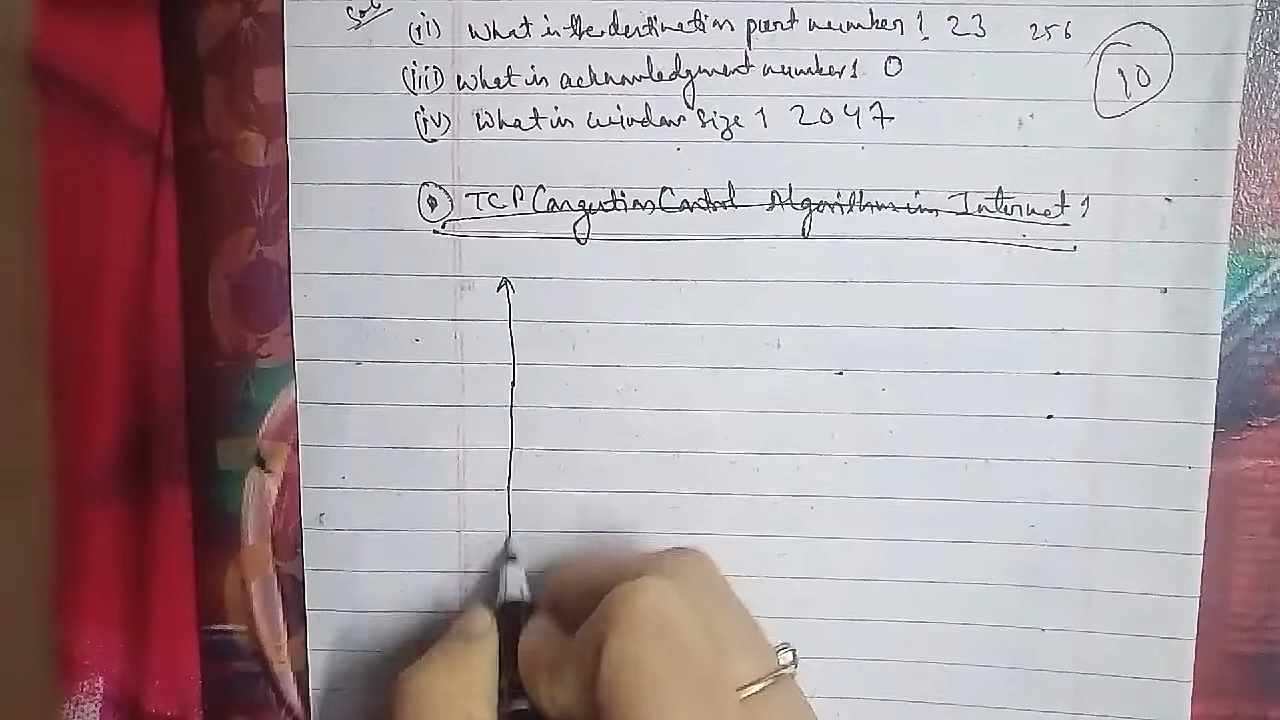 Sol:
(ii) What is the destination port number? 23 256
(iii) What is acknowledgment number? 0
(iv) What is window size? 2047
10
TCP Congestion Control Algorithm in Internet?